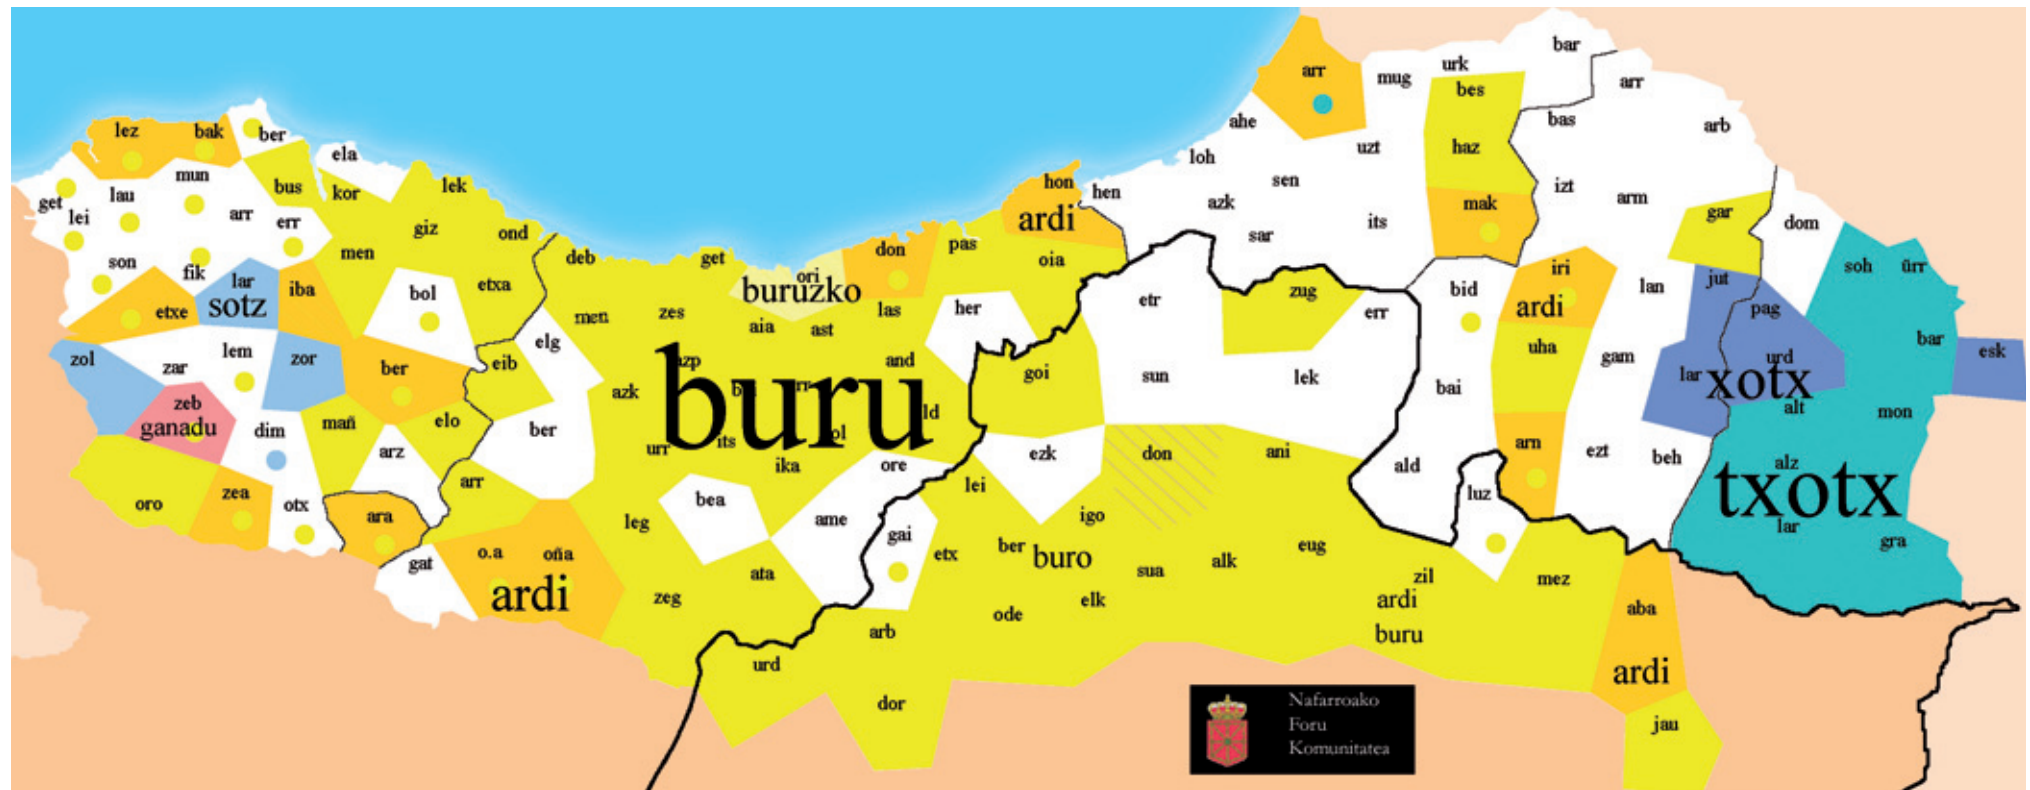 bar
urk
arr
mug
arr
bes
lez
bak
ber
ahe
bas
arb
ela
loh
uzt
haz
mun
lau
bus
kor
lek
hon
hen
sen
izt
arm
get
lei
arr
err
giz
ond
ardi
azk
sar
its
mak
gar
dom
son
fik
lar
sotz
iba
men
etxa
deb
get
ori
buruzko
don
pas
oia
zug
bid
iri
ardi
lan
jut
soh
ürr
etxe
bol
men
zes
aia
ast
las
her
etr
err
pag
zol
zar
lem
zor
ber
eib
elg
and
goi
sun
lek
bai
uha
gam
lar
urd
xotx
bar
esk
zeb
ganadu
dim
mañ
elo
azk
buru
ber
alt
mon
arz
urr
its
ika
ore
ezk
don
ani
ald
arn
ezt
beh
oro
zea
otx
ara
arr
bea
lei
luz
alz
txotx
lar
gra
gat
o.a
oña
ardi
leg
ame
gai
etx
igo
ber
buro
sua
alk
eug
zil
ardi
buru
mez
zeg
ata
arb
ode
elk
aba
ardi
urd
dor
jau
Nafarroako
Foru
Komunitatea